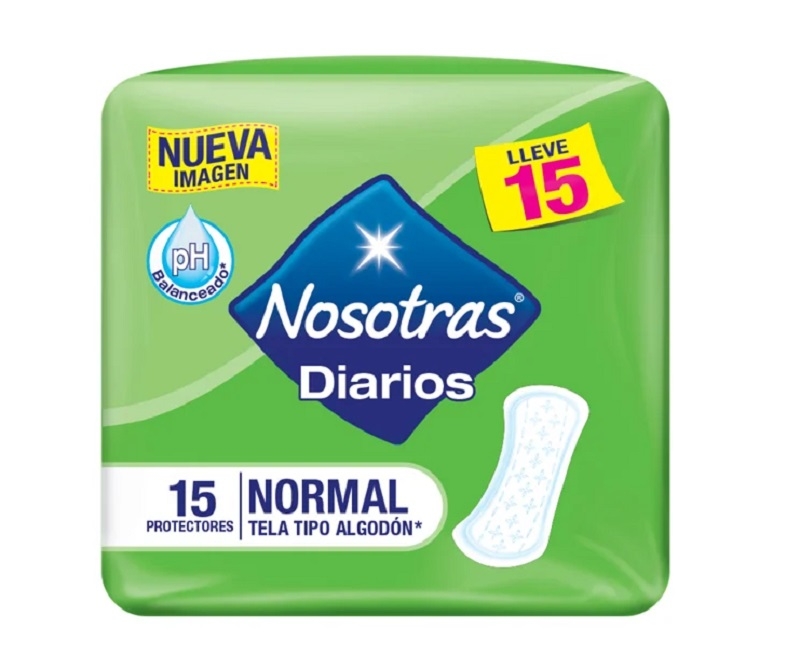 NUEVA
IMAGEN
LLEVE
15
pH
Balanceado*
Nosotras®
Diarios
15
PROTECTORES
NORMAL
TELA TIPO ALGODÓN*